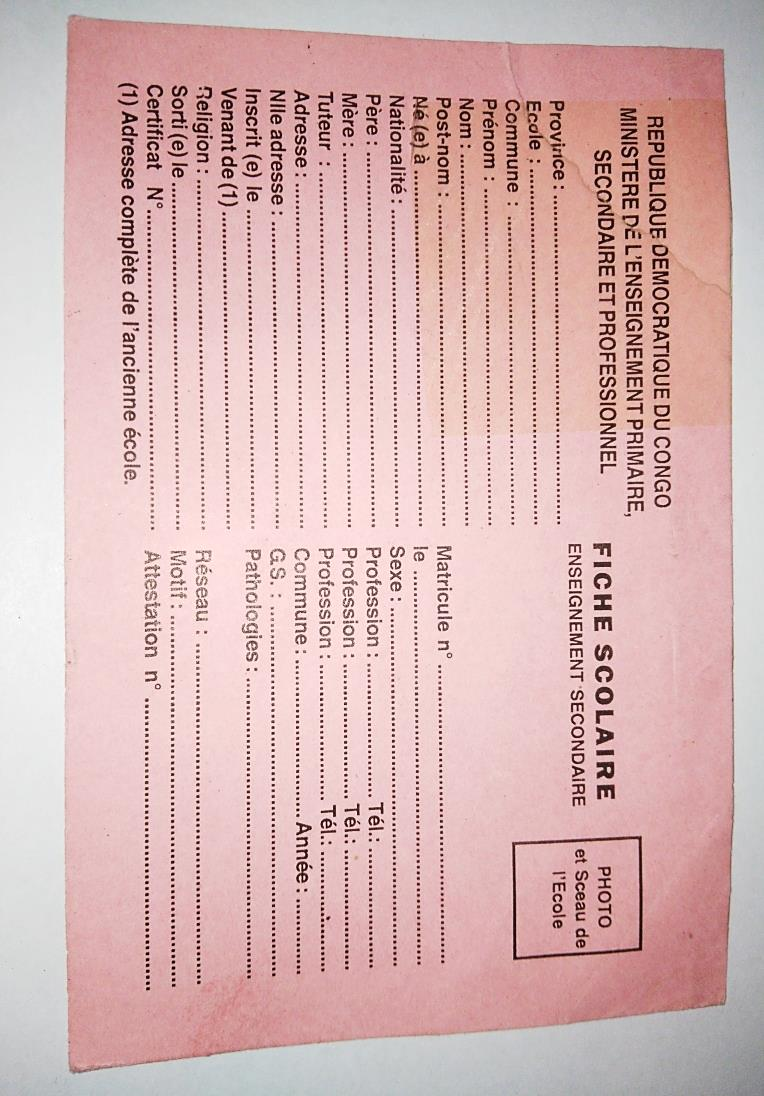 REPUBLIQUE DEMOCRATIQUE DU CONGO
MINISTERE DE L'ENSEIGNEMENT PRIMAIRE,
SECONDAIRE ET PROFESSIONNEL
FICHE SCOLAIRE
ENSEIGNEMENT SECONDAIRE
PHOTO
et Sceau de
l'Ecole
Province : ..........
Ecole : ..........
Commune : ..........
Prénom : ..........
Nom : ..........
Post-nom : .......... Matricule n° ..........
Né (e) à .......... le ..........
Nationalité : .......... Sexe : ..........
Père : .......... Profession : .......... Tél.: ..........
Mère : .......... Profession : .......... Tél.: ..........
Tuteur : .......... Profession : .......... Tél.: ..........
Adresse : .......... Commune : .......... Année : ..........
Nlle adresse : .......... G.S. : ..........
Inscrit (e) le .......... Pathologies : ..........
Venant de (1) ..........
Religion : .......... Réseau : ..........
Sorti (e) le .......... Motif : ..........
Certificat N° .......... Attestation n° ..........
(1) Adresse complète de l'ancienne école.